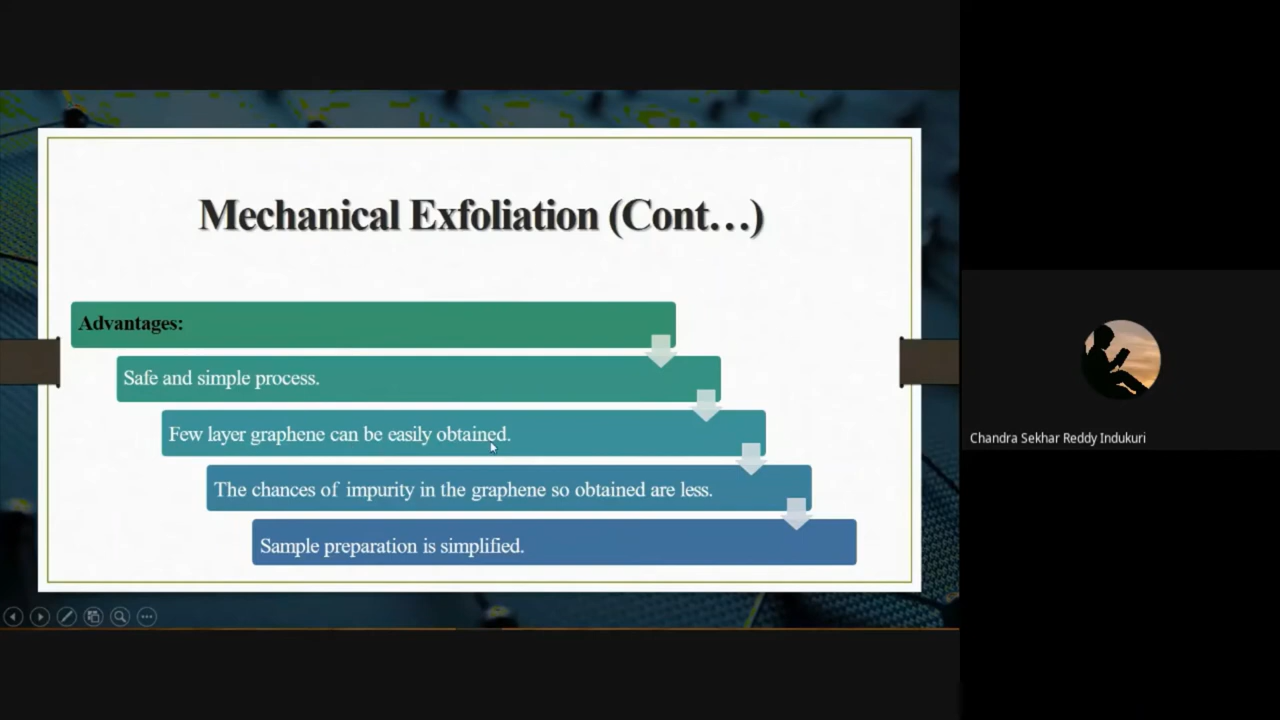 Mechanical Exfoliation (Cont…)
Advantages:
Safe and simple process.
Few layer graphene can be easily obtained.
The chances of impurity in the graphene so obtained are less.
Sample preparation is simplified.
Chandra Sekhar Reddy Indukuri